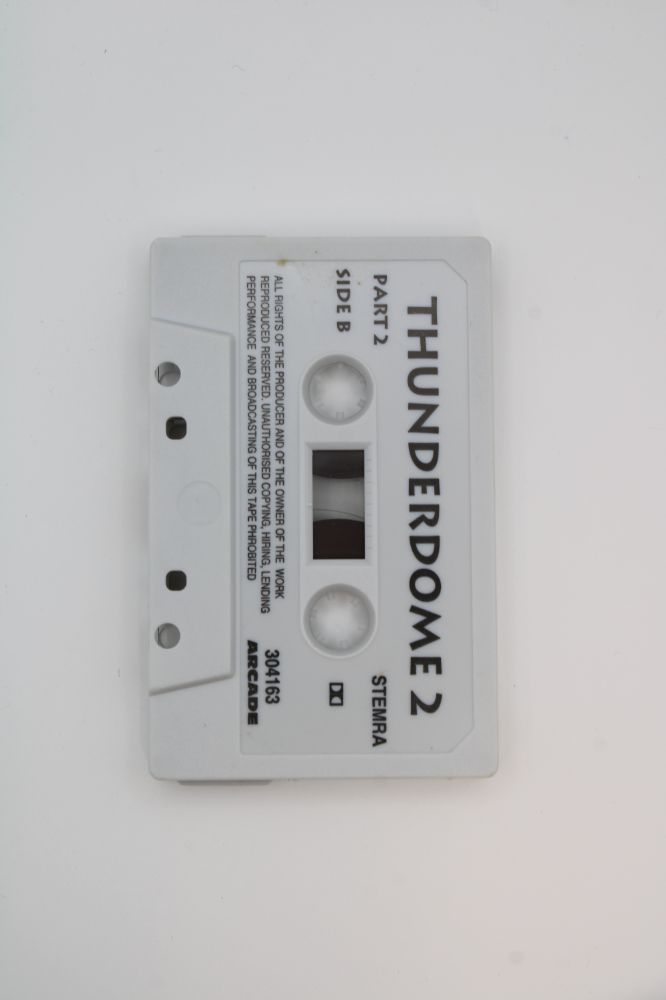 THUNDERDOME 2
PART 2
STEMRA
SIDE B
ALL RIGHTS OF THE PRODUCER AND OF THE OWNER OF THE WORK
REPRODUCED RESERVED. UNAUTHORISED COPYING, HIRING, LENDING
PERFORMANCE AND BROADCASTING OF THIS TAPE PHROBITED
304163
ARCADE